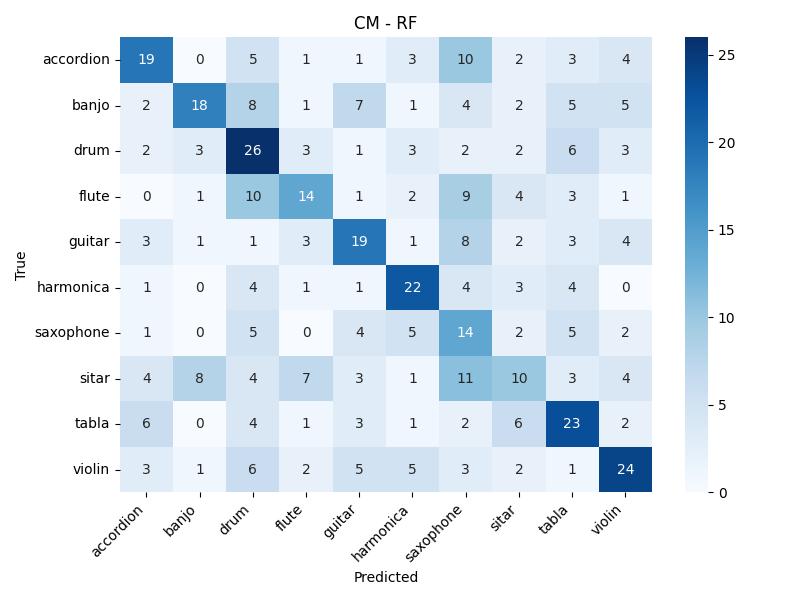 CM - RF
accordion 19 0 5 1 1 3 10 2 3 4
banjo 2 18 8 1 7 1 4 2 5 5
drum 2 3 26 3 1 3 2 2 6 3
flute 0 1 10 14 1 2 9 4 3 1
guitar 3 1 1 3 19 1 8 2 3 4
harmonica 1 0 4 1 1 22 4 3 4 0
saxophone 1 0 5 0 4 5 14 2 5 2
sitar 4 8 4 7 3 1 11 10 3 4
tabla 6 0 4 1 3 1 2 6 23 2
violin 3 1 6 2 5 5 3 2 1 24
accordion banjo drum flute guitar harmonica saxophone sitar tabla violin
Predicted
True
25
20
15
10
5
0